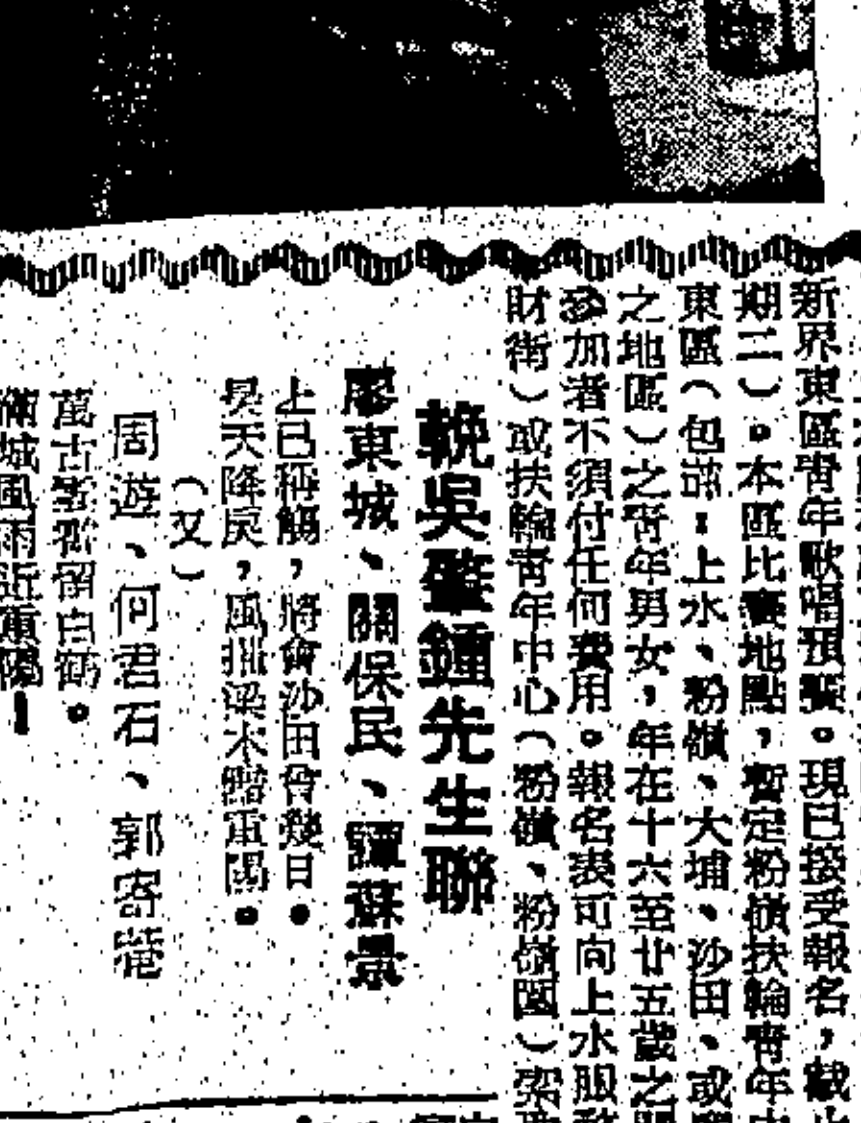 新界東區青年歌唱預賽。現已接受報名,截止
期二)。本區比賽地點,暫定粉嶺扶輪青年中
東區(包括:上水、粉嶺、大埔、沙田、或
之地區)之青年男女,年在十六至廿五歲之間
參加者不須付任何費用。報名表可向上水服務
財街)或扶輪青年中心(粉嶺、粉嶺圍)索
輓吳肇鍾先生聯
廖東城、關保民、譚蘇景
上已稱觴,將會沙田曾幾日。
昊天降戾,風摧梁木黯重陽。
(又)
周遊、何君石、郭寄菴
萬古雲霄留白鶴。
滿城風雨近重陽!